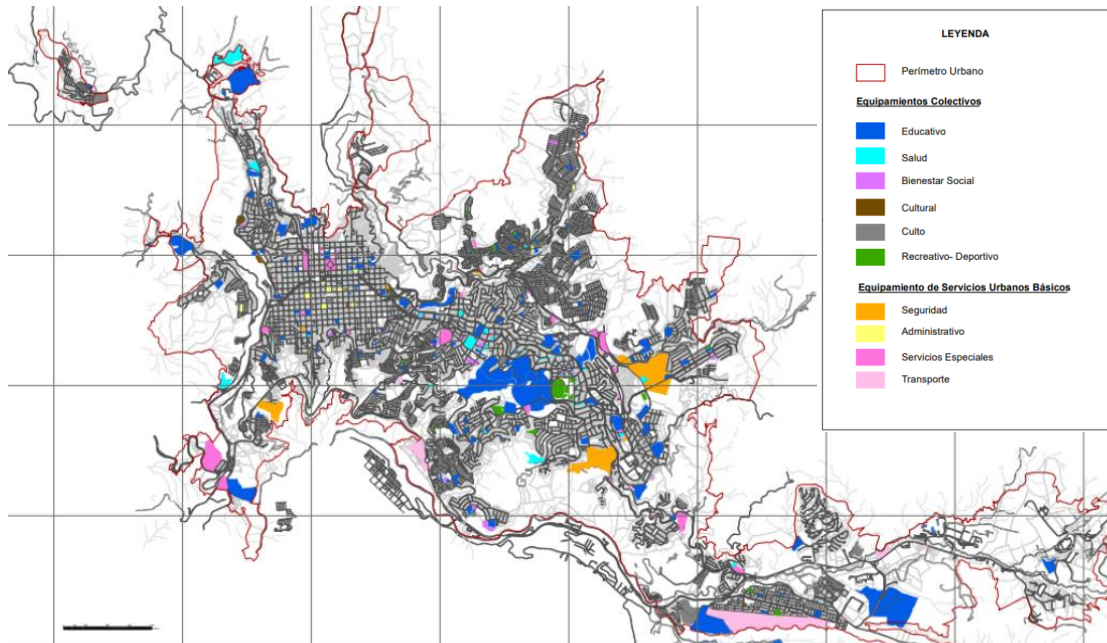 LEYENDA
Perímetro Urbano
Equipamientos Colectivos
Educativo
Salud
Bienestar Social
Cultural
Culto
Recreativo- Deportivo
Equipamiento de Servicios Urbanos Básicos
Seguridad
Administrativo
Servicios Especiales
Transporte